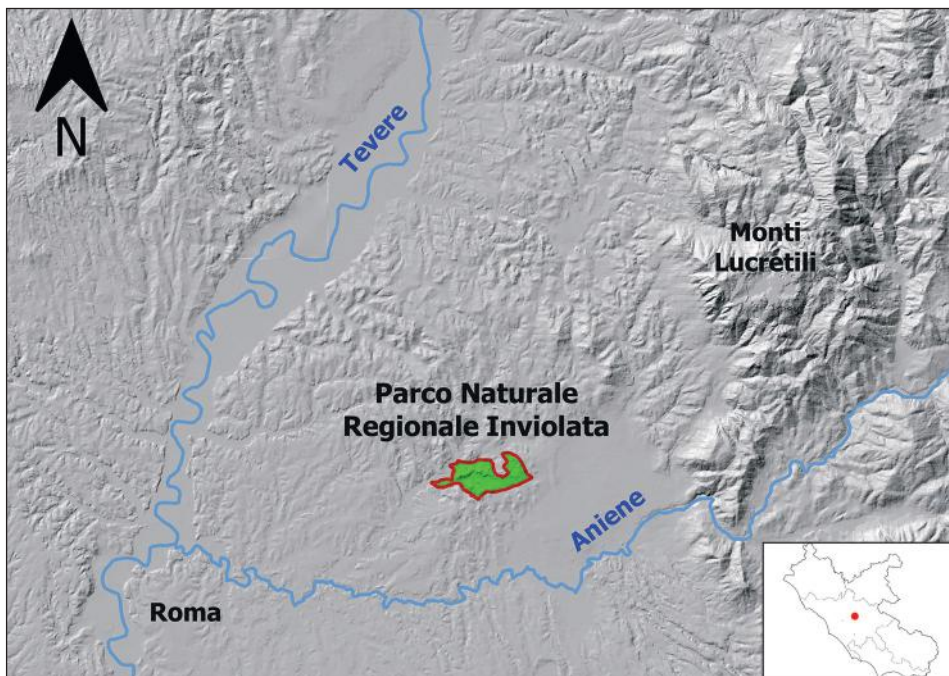 N
Tevere
Monti
Lucretili
Parco Naturale
Regionale Inviolata
Aniene
Roma